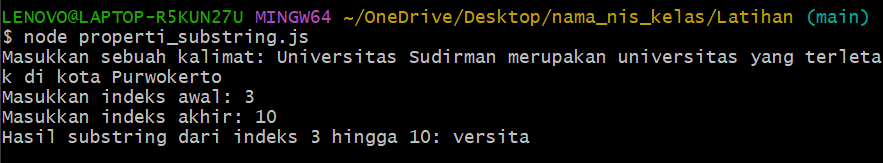 LENOVO@LAPTOP-R5KUN27U MINGW64 ~/OneDrive/Desktop/nama_nis_kelas/Latihan (main)
$ node properti_substring.js
Masukkan sebuah kalimat: Universitas Sudirman merupakan universitas yang terleta
k di kota Purwokerto
Masukkan indeks awal: 3
Masukkan indeks akhir: 10
Hasil substring dari indeks 3 hingga 10: versita